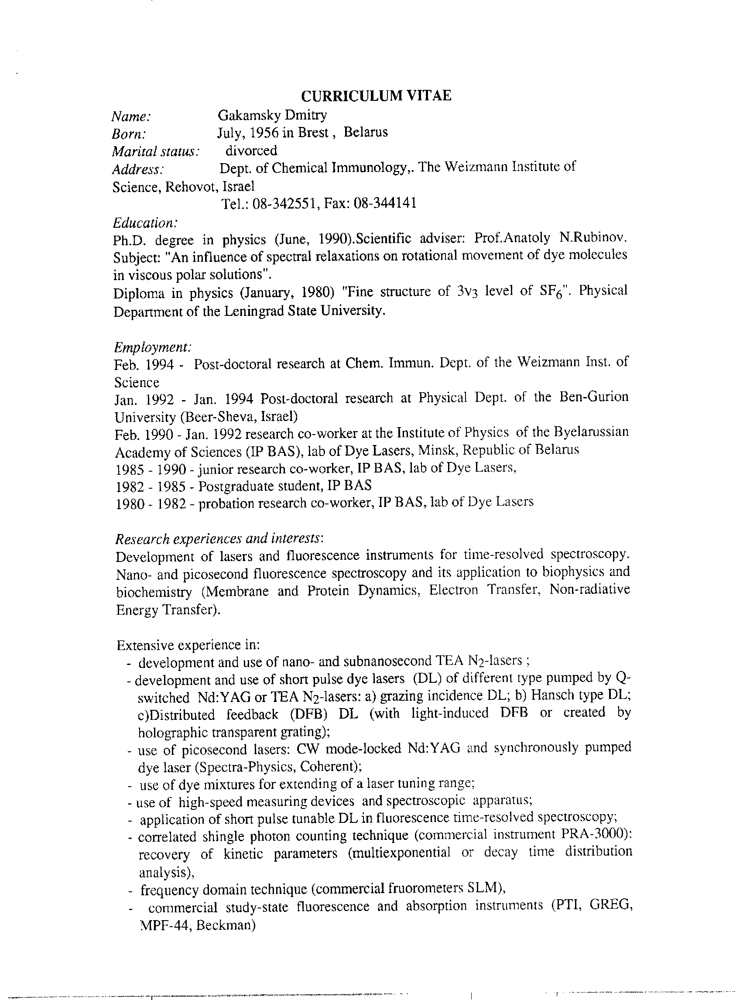 CURRICULUM VITAE
Name: Gakamsky Dmitry
Born: July, 1956 in Brest , Belarus
Marital status: divorced
Address: Dept. of Chemical Immunology,. The Weizmann Institute of
Science, Rehovot, Israel
Tel.: 08-342551, Fax: 08-344141
Education:
Ph.D. degree in physics (June, 1990).Scientific adviser: Prof.Anatoly N.Rubinov.
Subject: "An influence of spectral relaxations on rotational movement of dye molecules
in viscous polar solutions".
Diploma in physics (January, 1980) "Fine structure of 3v3 level of SF6". Physical
Department of the Leningrad State University.
Employment:
Feb. 1994 - Post-doctoral research at Chem. Immun. Dept. of the Weizmann Inst. of
Science
Jan. 1992 - Jan. 1994 Post-doctoral research at Physical Dept. of the Ben-Gurion
University (Beer-Sheva, Israel)
Feb. 1990 - Jan. 1992 research co-worker at the Institute of Physics of the Byelarussian
Academy of Sciences (IP BAS), lab of Dye Lasers, Minsk, Republic of Belarus
1985 - 1990 - junior research co-worker, IP BAS, lab of Dye Lasers,
1982 - 1985 - Postgraduate student, IP BAS
1980 - 1982 - probation research co-worker, IP BAS, lab of Dye Lasers
Research experiences and interests:
Development of lasers and fluorescence instruments for time-resolved spectroscopy.
Nano- and picosecond fluorescence spectroscopy and its application to biophysics and
biochemistry (Membrane and Protein Dynamics, Electron Transfer, Non-radiative
Energy Transfer).
Extensive experience in:
- development and use of nano- and subnanosecond TEA N2-lasers ;
- development and use of short pulse dye lasers (DL) of different type pumped by Q-
switched Nd:YAG or TEA N2-lasers: a) grazing incidence DL; b) Hansch type DL;
c)Distributed feedback (DFB) DL (with light-induced DFB or created by
holographic transparent grating);
- use of picosecond lasers: CW mode-locked Nd:YAG and synchronously pumped
dye laser (Spectra-Physics, Coherent);
- use of dye mixtures for extending of a laser tuning range;
- use of high-speed measuring devices and spectroscopic apparatus;
- application of short pulse tunable DL in fluorescence time-resolved spectroscopy;
- correlated shingle photon counting technique (commercial instrument PRA-3000):
recovery of kinetic parameters (multiexponential or decay time distribution
analysis),
- frequency domain technique (commercial fruorometers SLM),
- commercial study-state fluorescence and absorption instruments (PTI, GREG,
MPF-44, Beckman)